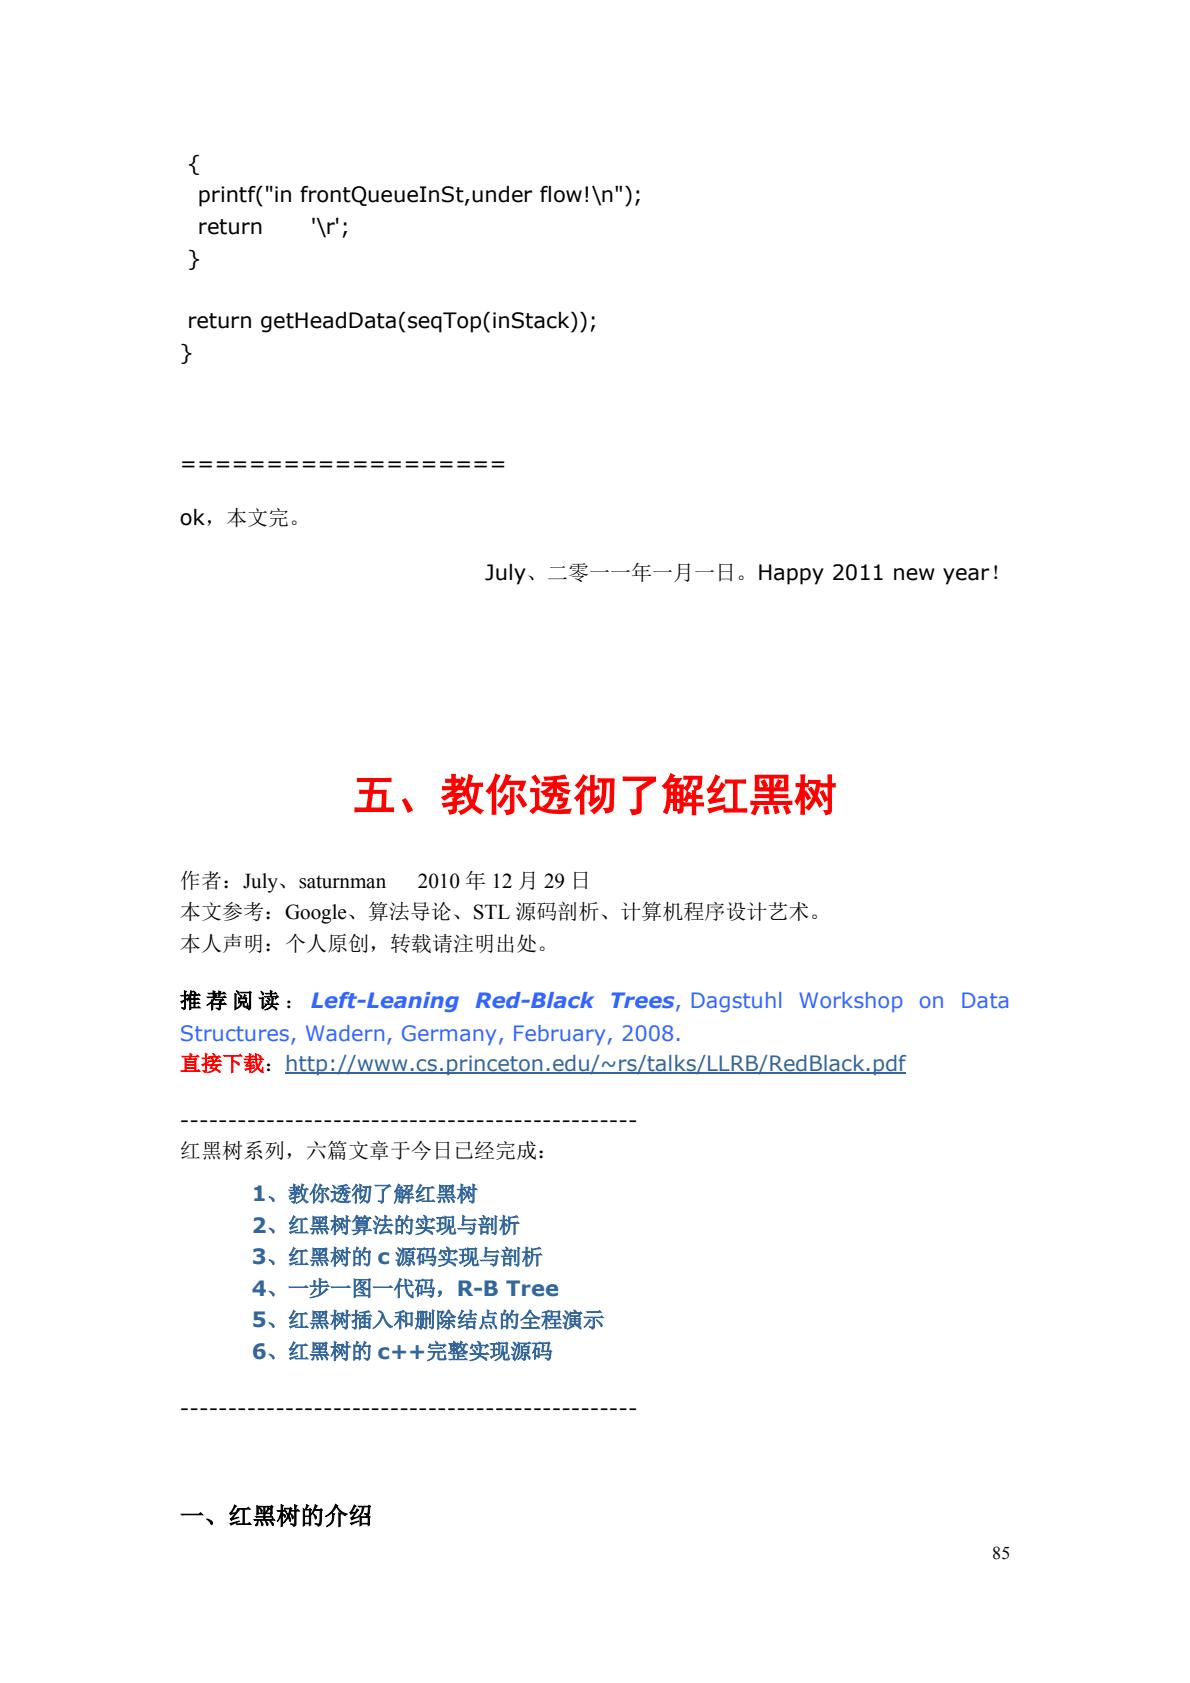 {
printf("in frontQueueInSt,under flow!\n");
return    '\r';
}
return getHeadData(seqTop(inStack));
}
===================
ok，本文完。
July、二零一一年一月一日。Happy 2011 new year！
五、教你透彻了解红黑树
作者：July、saturnman    2010 年 12 月 29 日
本文参考：Google、算法导论、STL 源码剖析、计算机程序设计艺术。
本人声明：个人原创，转载请注明出处。
推荐阅读：Left-Leaning Red-Black Trees, Dagstuhl Workshop on Data
Structures, Wadern, Germany, February, 2008.
直接下载：http://www.cs.princeton.edu/~rs/talks/LLRB/RedBlack.pdf
------------------------------------------------
红黑树系列，六篇文章于今日已经完成：
1、教你透彻了解红黑树
2、红黑树算法的实现与剖析
3、红黑树的 c 源码实现与剖析
4、一步一图一代码，R-B Tree
5、红黑树插入和删除结点的全程演示
6、红黑树的 c++完整实现源码
------------------------------------------------
一、红黑树的介绍
85